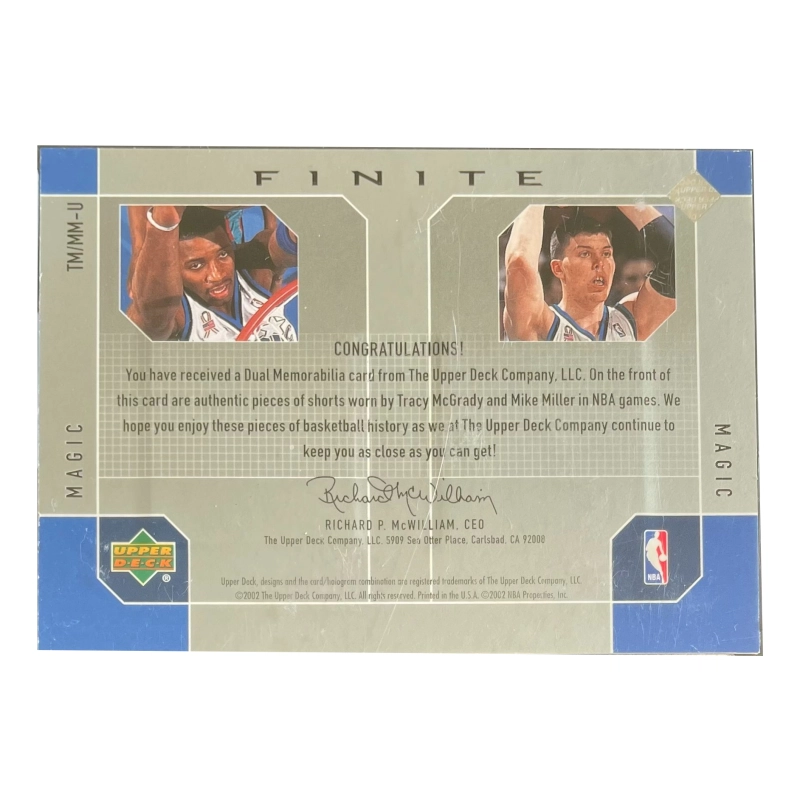 FINITE
TM/MM-U
CONGRATULATIONS!
You have received a Dual Memorabilia card from The Upper Deck Company, LLC. On the front of
this card are authentic pieces of shorts worn by Tracy McGrady and Mike Miller in NBA games. We
hope you enjoy these pieces of basketball history as we at The Upper Deck Company continue to
keep you as close as you can get!
MAGIC
MAGIC
Richard McWilliam
RICHARD P. McWILLIAM, CEO
The Upper Deck Company, LLC. 5909 Sea Otter Place, Carlsbad, CA 92008
UPPER
D·E·C·K
®
NBA
Upper Deck, designs and the card/hologram combination are registered trademarks of The Upper Deck Company, LLC.
©2002 The Upper Deck Company, LLC. All rights reserved. Printed in the U.S.A. ©2002 NBA Properties, Inc.